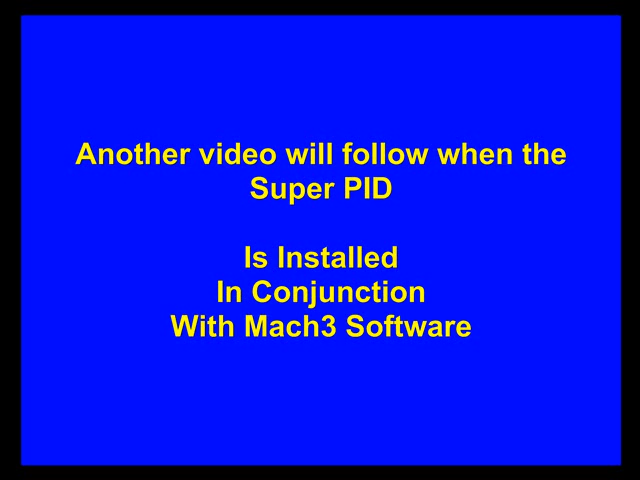 Another video will follow when the
Super PID
Is Installed
In Conjunction
With Mach3 Software